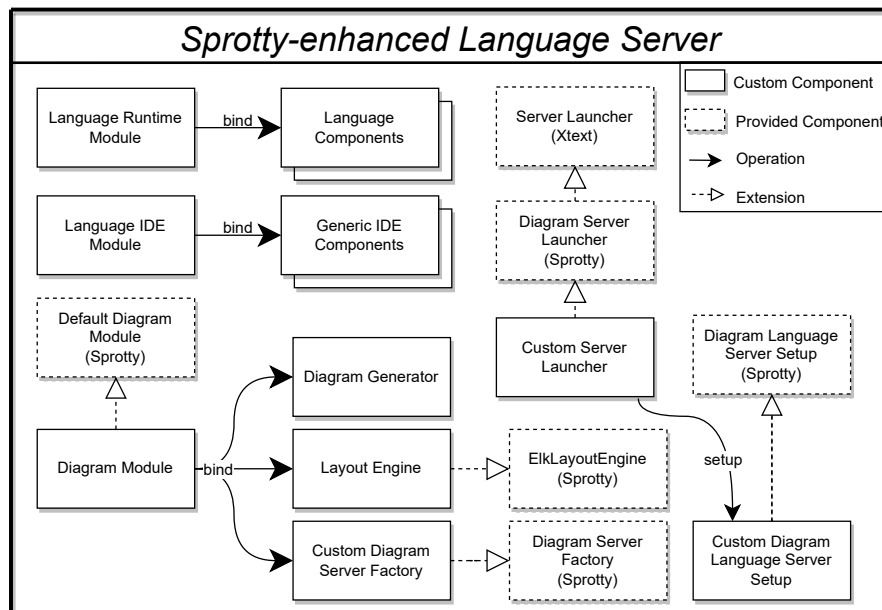 Sprotty-enhanced Language Server
Custom Component
Provided Component
Operation
Extension
Language Runtime
Module
bind
Language
Components
Server Launcher
(Xtext)
Language IDE
Module
bind
Generic IDE
Components
Diagram Server
Launcher
(Sprotty)
Default Diagram
Module
(Sprotty)
Diagram Generator
Custom Server
Launcher
Diagram Language
Server Setup
(Sprotty)
Diagram Module
bind
Layout Engine
ElkLayoutEngine
(Sprotty)
setup
Custom Diagram
Server Factory
Diagram Server
Factory
(Sprotty)
Custom Diagram
Language Server
Setup